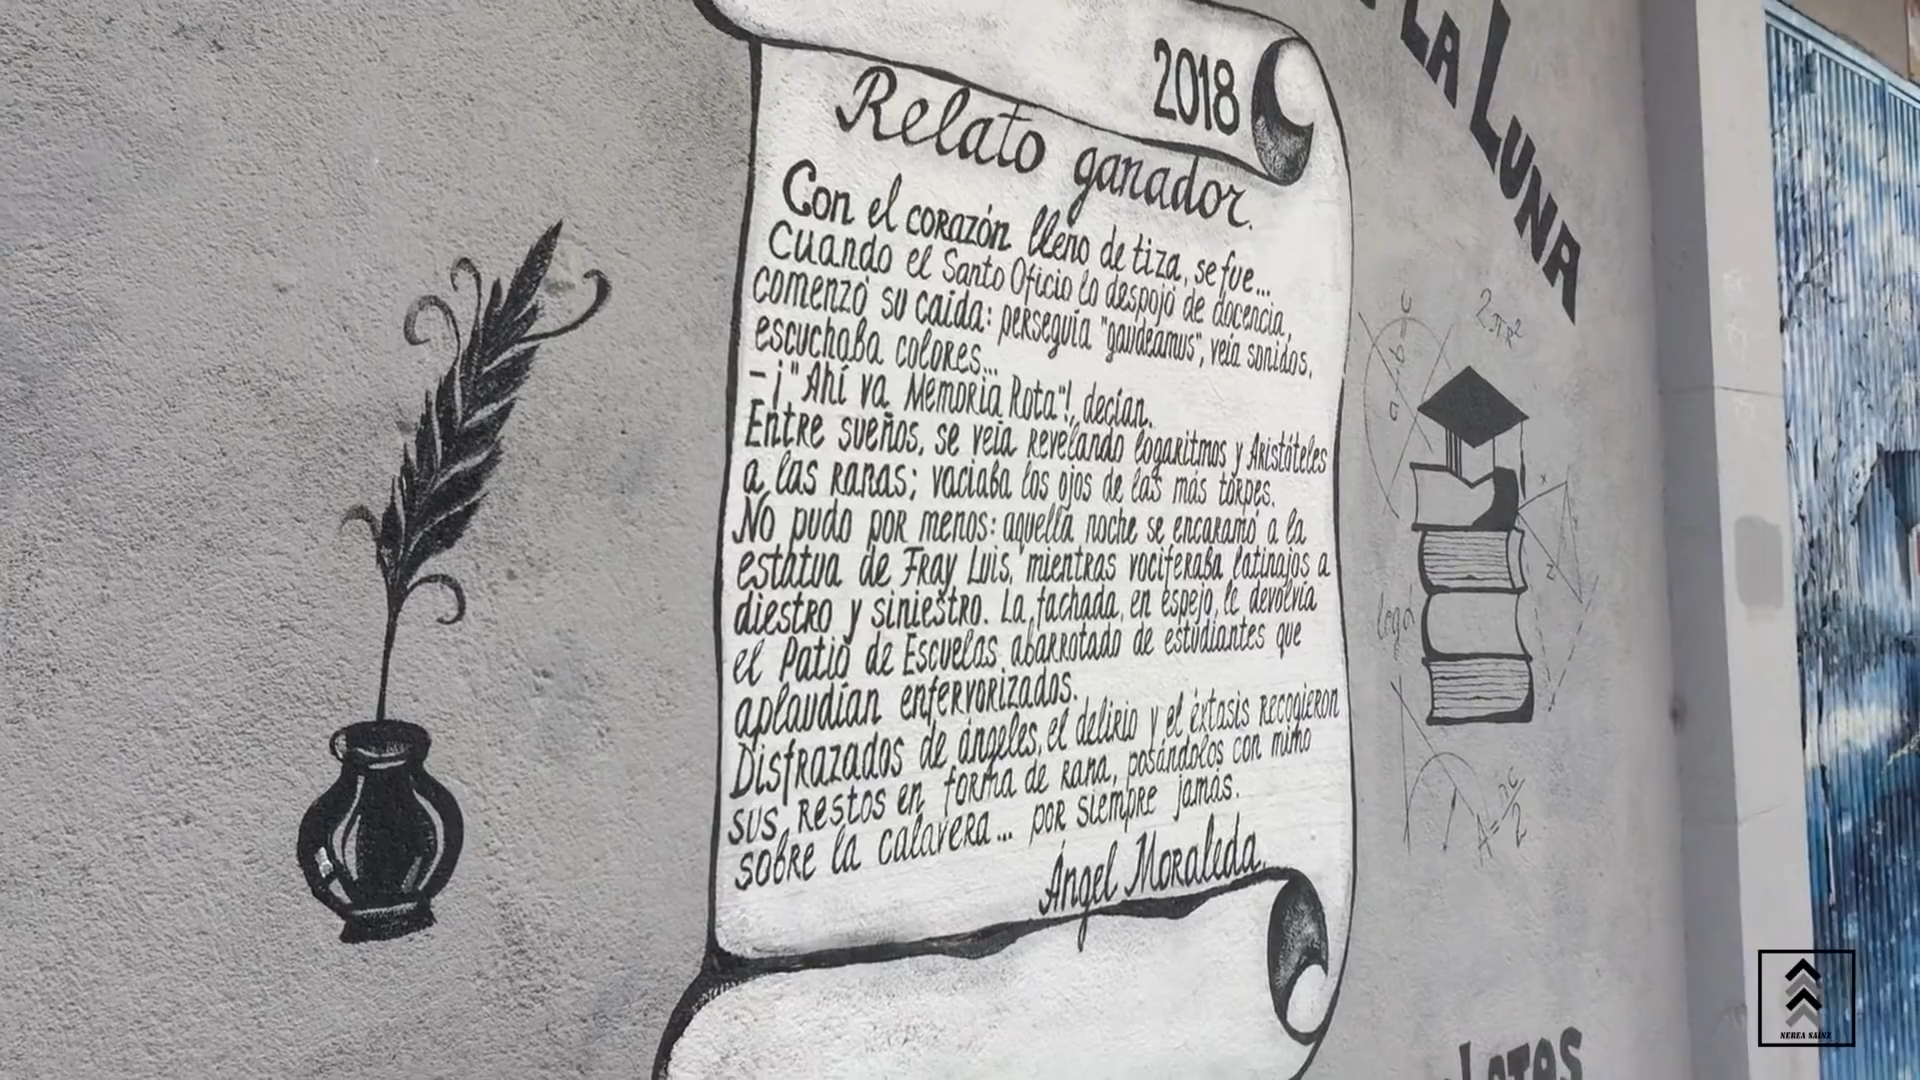 2018
Relato ganador.
Con el corazón lleno de tiza, se fue...
Cuando el Santo Oficio lo despojó de docencia,
comenzó su caída: perseguía "gaudeamus", veía sonidos,
escuchaba colores...
-¡"Ahí va Memoria Rota"!, decían.
Entre sueños, se veía revelando logaritmos y Aristóteles
a las ranas; vaciaba los ojos de las más torpes.
No pudo por menos: aquella noche se encaramó a la
estatua de Fray Luis, mientras vociferaba latinajos a
diestro y siniestro. La fachada, en espejo, le devolvía
el Patio de Escuelas abarrotado de estudiantes que
aplaudían enfervorizados.
Disfrazados de ángeles, el delirio y el éxtasis recogieron
sus restos en forma de rana, posándolos con mimo
sobre la calavera... por siempre jamás.
Ángel Moraleda.
LA LUNA
2πR²
NEREA SAINZ